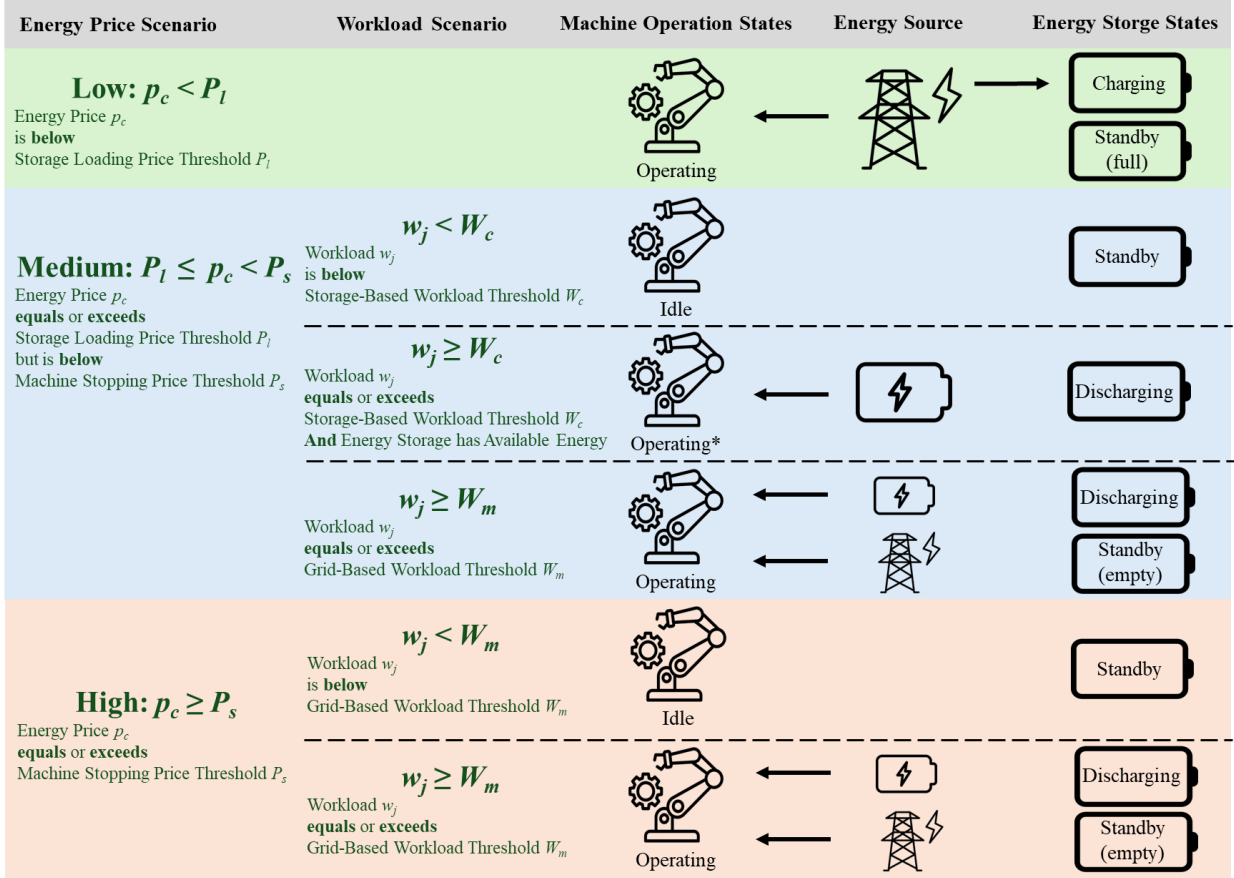 Energy Price Scenario
Workload Scenario
Machine Operation States
Energy Source
Energy Storge States
Low: p_c < P_l
Energy Price p_c
is below
Storage Loading Price Threshold P_l
Operating
Charging
Standby
(full)
Medium: P_l ≤ p_c < P_s
Energy Price p_c
equals or exceeds
Storage Loading Price Threshold P_l
but is below
Machine Stopping Price Threshold P_s
w_j < W_c
Workload w_j
is below
Storage-Based Workload Threshold W_c
Idle
Standby
w_j ≥ W_c
Workload w_j
equals or exceeds
Storage-Based Workload Threshold W_c
And Energy Storage has Available Energy
Operating*
Discharging
w_j ≥ W_m
Workload w_j
equals or exceeds
Grid-Based Workload Threshold W_m
Operating
Discharging
Standby
(empty)
High: p_c ≥ P_s
Energy Price p_c
equals or exceeds
Machine Stopping Price Threshold P_s
w_j < W_m
Workload w_j
is below
Grid-Based Workload Threshold W_m
Idle
Standby
w_j ≥ W_m
Workload w_j
equals or exceeds
Grid-Based Workload Threshold W_m
Operating
Discharging
Standby
(empty)